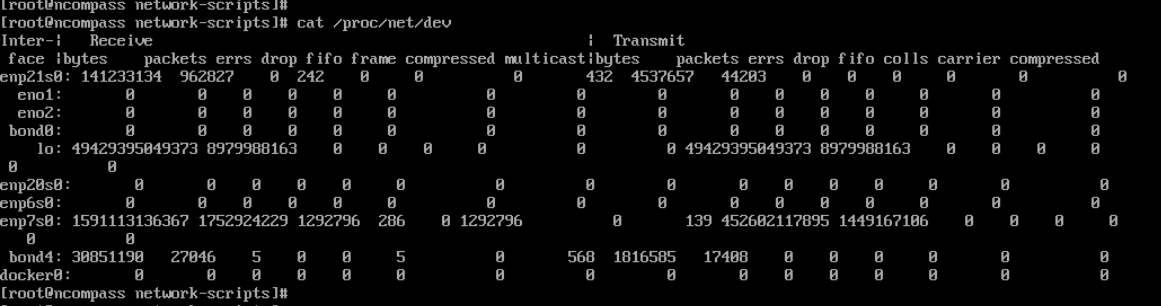 [root@ncompass network-scripts]#
[root@ncompass network-scripts]# cat /proc/net/dev
Inter-|   Receive                                                |  Transmit
 face |bytes    packets errs drop fifo frame compressed multicast|bytes    packets errs drop fifo colls carrier compressed
enp21s0: 141233134  962827    0  242    0     0          0         0      432  4537657   44203    0    0    0     0       0          0
  eno1:       0       0    0    0    0     0          0         0        0       0    0    0    0     0       0          0
  eno2:       0       0    0    0    0     0          0         0        0       0    0    0    0     0       0          0
 bond0:       0       0    0    0    0     0          0         0        0       0    0    0    0     0       0          0
    lo: 49429395049373 8979988163    0    0    0     0          0         0 49429395049373 8979988163    0    0    0     0
 0          0
enp20s0:       0       0    0    0    0     0          0         0        0       0    0    0    0     0       0          0
enp6s0:       0       0    0    0    0     0          0         0        0       0    0    0    0     0       0          0
enp7s0: 1591113136367 1752924229 1292796  286    0 1292796          0       139 452602117895 1449167106    0    0    0     0
   0          0
 bond4: 30851190   27046    5    0    0     5          0       568  1816585   17408    0    0    0     0       0          0
docker0:       0       0    0    0    0     0          0         0        0       0    0    0    0     0       0          0
[root@ncompass network-scripts]#
[root@ncompass network-scripts]#